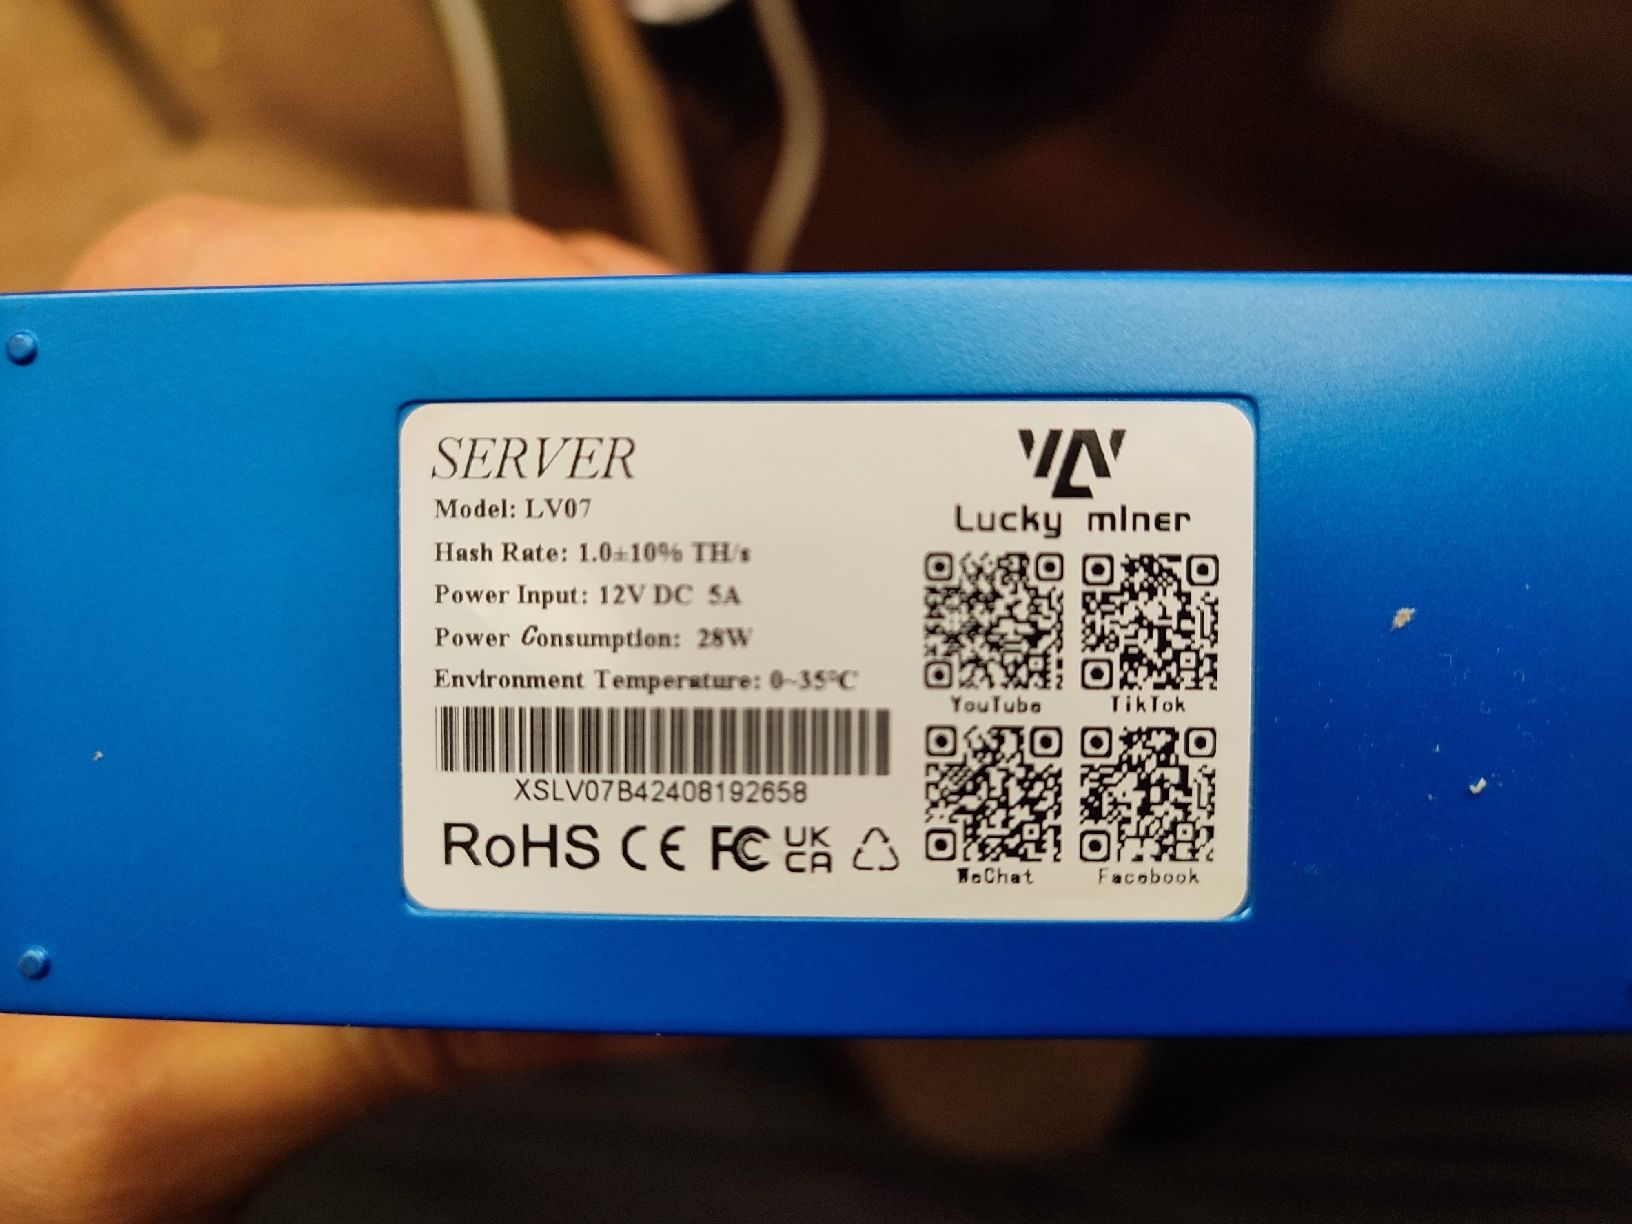 SERVER
Model: LV07
Hash Rate: 1.0±10% TH/s
Power Input: 12V DC 5A
Power Consumption: 28W
Environment Temperature: 0~35°C
XSLV07B42408192658
RoHS CE FC UK CA
Lucky miner
YouTube TikTok
WeChat Facebook